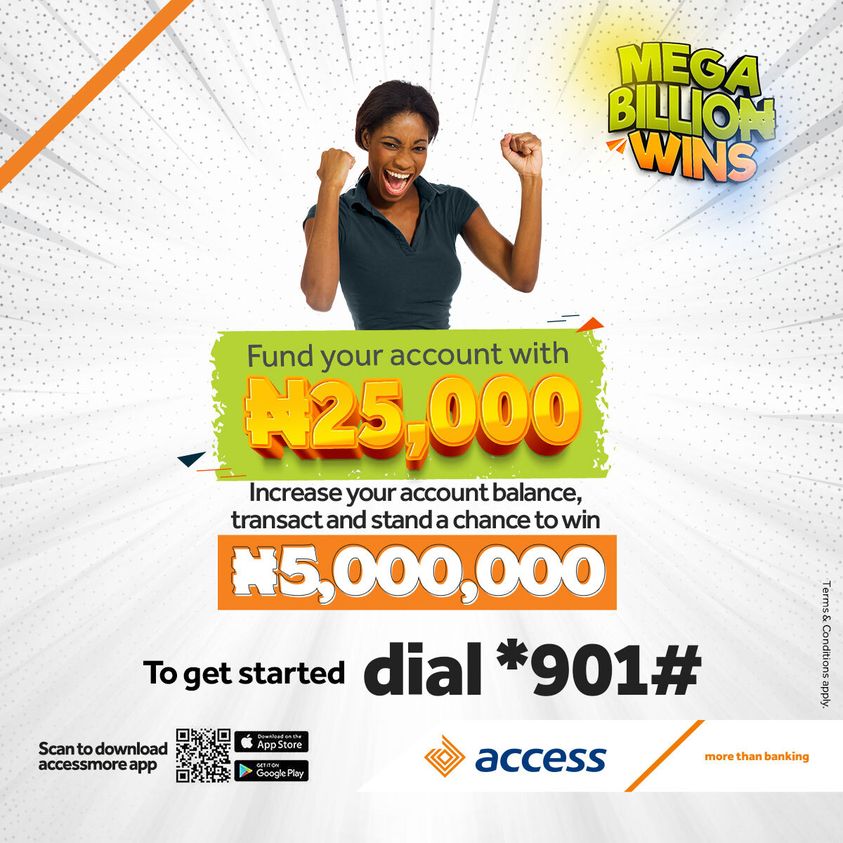 MEGA
BILLION
WINS
Fund your account with
₦25,000
Increase your account balance,
transact and stand a chance to win
₦5,000,000
To get started dial *901#
Terms & Conditions apply.
Scan to download
accessmore app
Download on the
App Store
GET IT ON
Google Play
access
more than banking